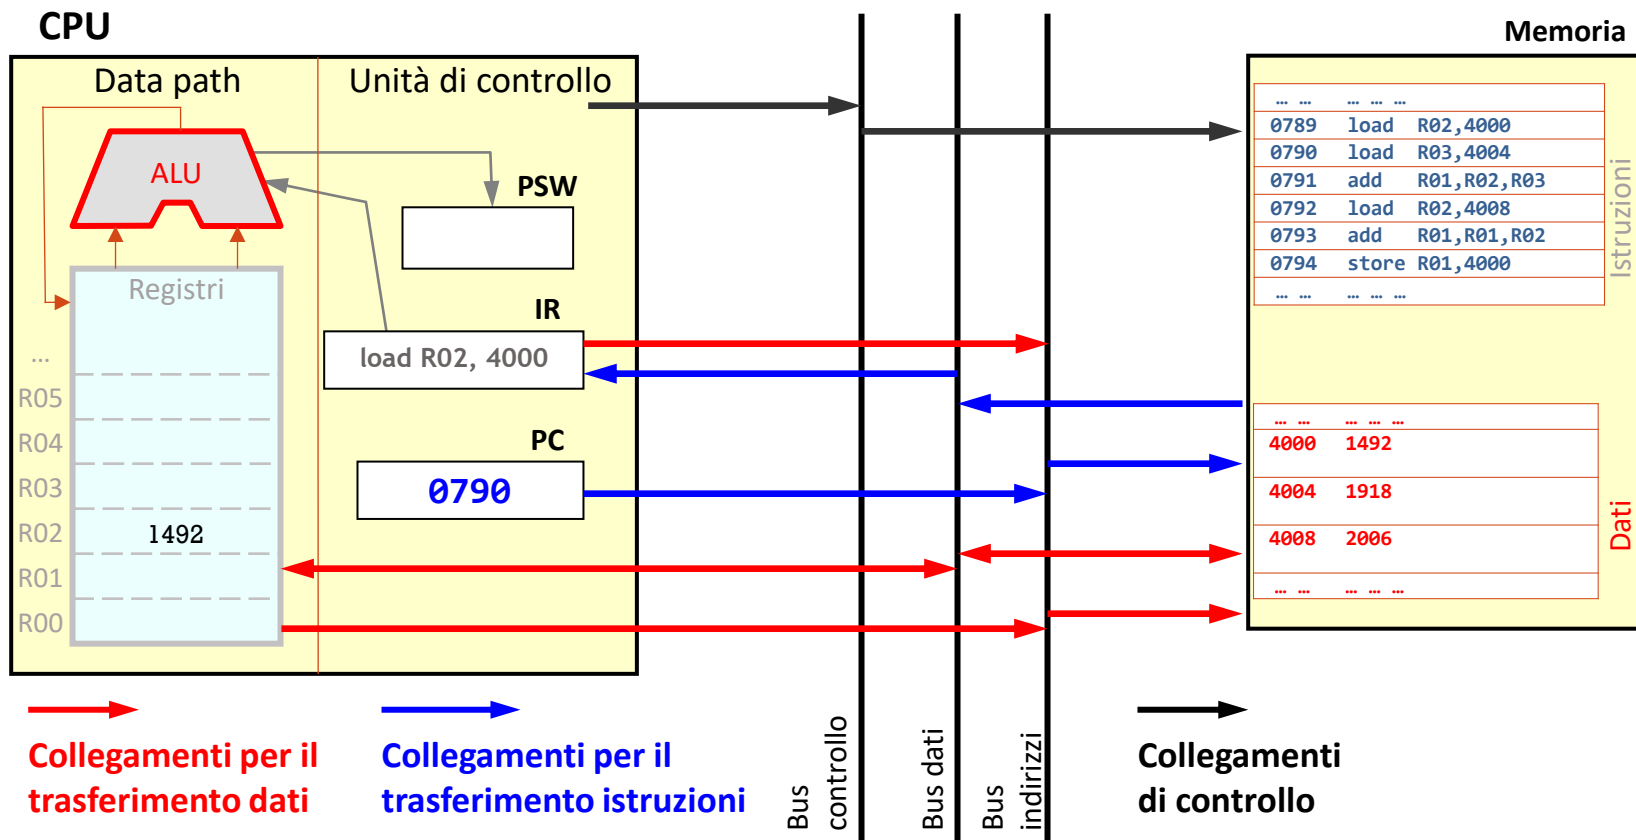 CPU
Memoria
Data path
Unità di controllo
ALU
PSW
Registri
IR
load R02, 4000
PC
0790
…
R05
R04
R03
R02 1492
R01
R00
… … … … …
0789 load R02,4000
0790 load R03,4004
0791 add R01,R02,R03
0792 load R02,4008
0793 add R01,R01,R02
0794 store R01,4000
… … … … …
Istruzioni
… … … … …
4000 1492
4004 1918
4008 2006
… … … … …
Dati
Collegamenti per il
trasferimento dati
Collegamenti per il
trasferimento istruzioni
Bus
controllo
Bus dati
Bus
indirizzi
Collegamenti
di controllo